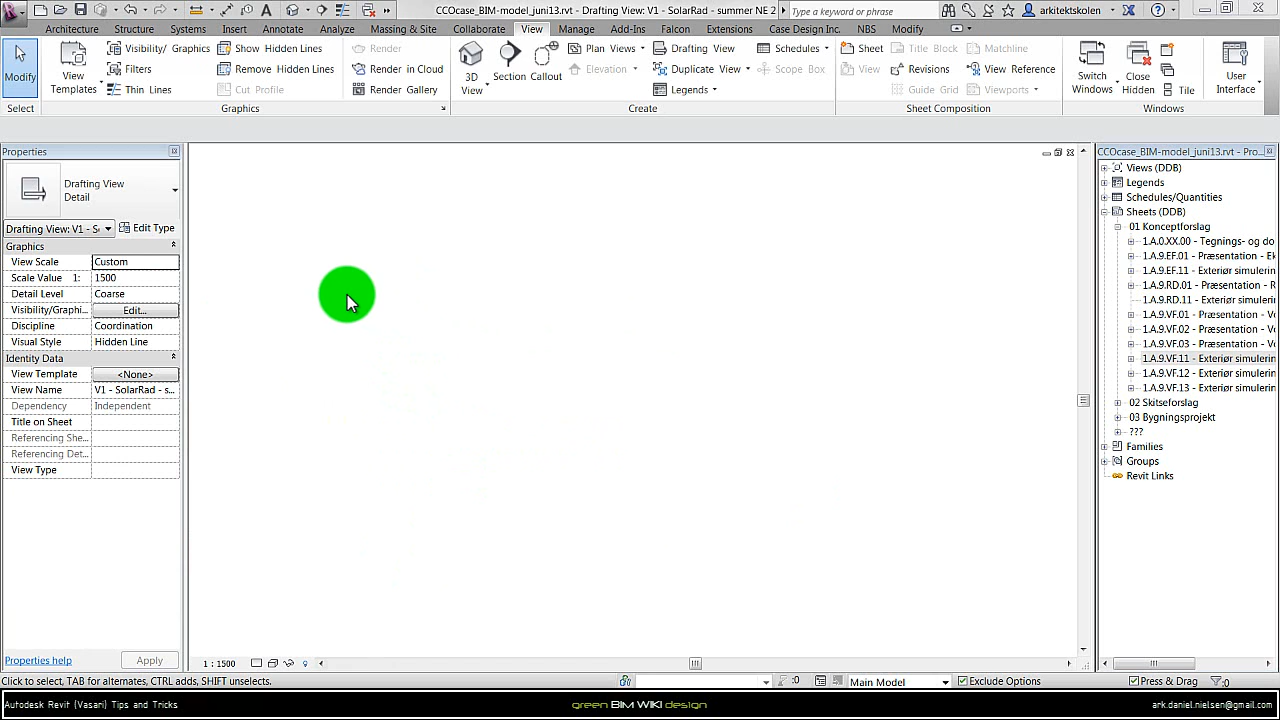 CCOcase_BIM-model_juni13.rvt - Drafting View: V1 - SolarRad - summer NE 2
Type a keyword or phrase
arkitektskolen
Architecture Structure Systems Insert Annotate Analyze Massing & Site Collaborate View Manage Add-Ins Falcon Extensions Case Design Inc. NBS Modify
Modify
View Templates
Visibility/ Graphics
Filters
Thin Lines
Show Hidden Lines
Remove Hidden Lines
Cut Profile
Render
Render in Cloud
Render Gallery
3D View
Section
Callout
Plan Views
Elevation
Drafting View
Duplicate View
Legends
Schedules
Scope Box
Sheet
View
Title Block
Revisions
Guide Grid
Matchline
View Reference
Viewports
Switch Windows
Close Hidden
Tile
User Interface
Select Graphics Create Sheet Composition Windows
Properties
Drafting View
Detail
Drafting View: V1 - S
Edit Type
Graphics
View Scale Custom
Scale Value 1: 1500
Detail Level Coarse
Visibility/Graphi... Edit...
Discipline Coordination
Visual Style Hidden Line
Identity Data
View Template <None>
View Name V1 - SolarRad - s...
Dependency Independent
Title on Sheet
Referencing She...
Referencing Det...
View Type
Properties help
Apply
CCOcase_BIM-model_juni13.rvt - Pro...
Views (DDB)
Legends
Schedules/Quantities
Sheets (DDB)
01 Konceptforslag
1.A.0.XX.00 - Tegnings- og do
1.A.9.EF.01 - Præsentation - Ek
1.A.9.EF.11 - Exteriør simulerin
1.A.9.RD.01 - Præsentation -
1.A.9.RD.11 - Exteriør simulerin
1.A.9.VF.01 - Præsentation - Vo
1.A.9.VF.02 - Præsentation - Vo
1.A.9.VF.03 - Præsentation - Vo
1.A.9.VF.11 - Exteriør simulerin
1.A.9.VF.12 - Exteriør simulerin
1.A.9.VF.13 - Exteriør simulerin
02 Skitseforslag
03 Bygningsprojekt
???
Families
Groups
Revit Links
1 : 1500
Click to select, TAB for alternates, CTRL adds, SHIFT unselects.
:0
Main Model
Exclude Options
Press & Drag
:0
Autodesk Revit (Vasari) Tips and Tricks
green BIM WIKI design
ark.daniel.nielsen@gmail.com